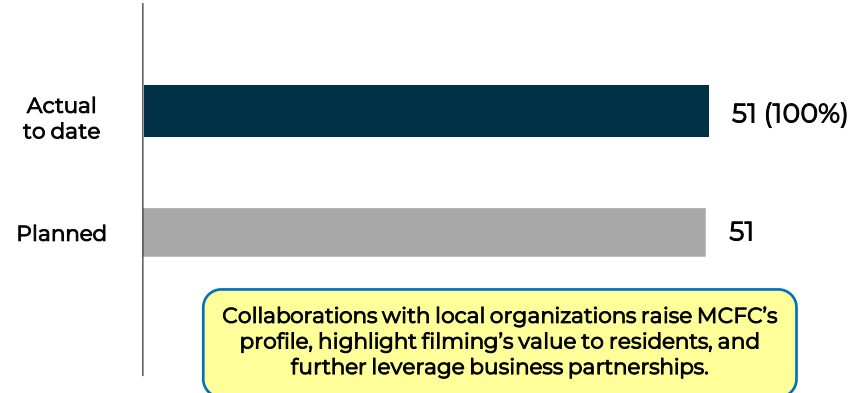 Actual
to date
51 (100%)
Planned
51
Collaborations with local organizations raise MCFC's
profile, highlight filming's value to residents, and
further leverage business partnerships.